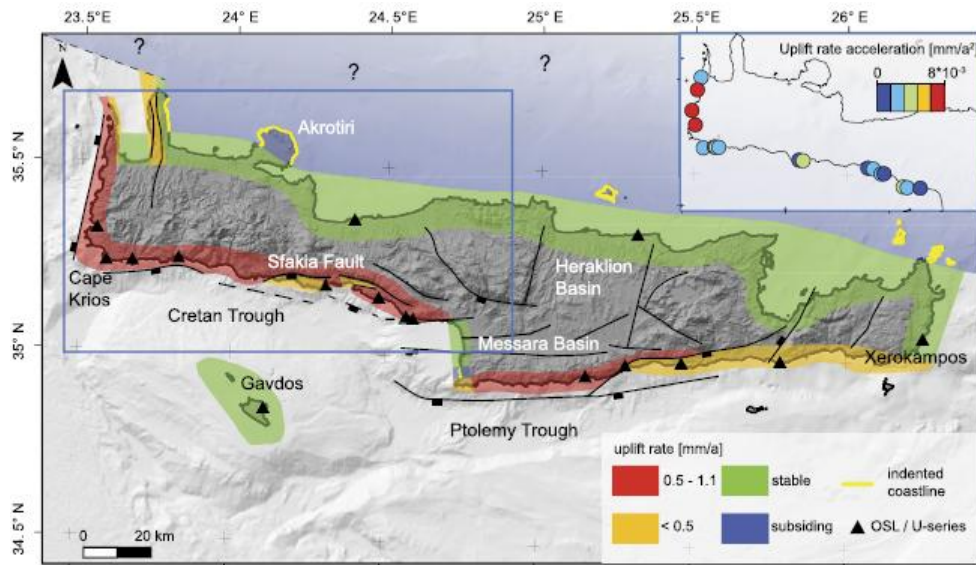 23.5°E 24° E 24.5° E 25° E 25.5° E 26° E
N
? ? ?
Uplift rate acceleration [mm/a²]
0 8*10⁻³
Akrotiri
35.5° N
Sfakia Fault
Heraklion
Basin
Cape
Krios
Cretan Trough
Messara Basin
Xerokampos
35° N
Gavdos
Ptolemy Trough
uplift rate [mm/a]
0.5 - 1.1 stable indented
coastline
< 0.5 subsiding OSL / U-series
34.5° N
0 20 km